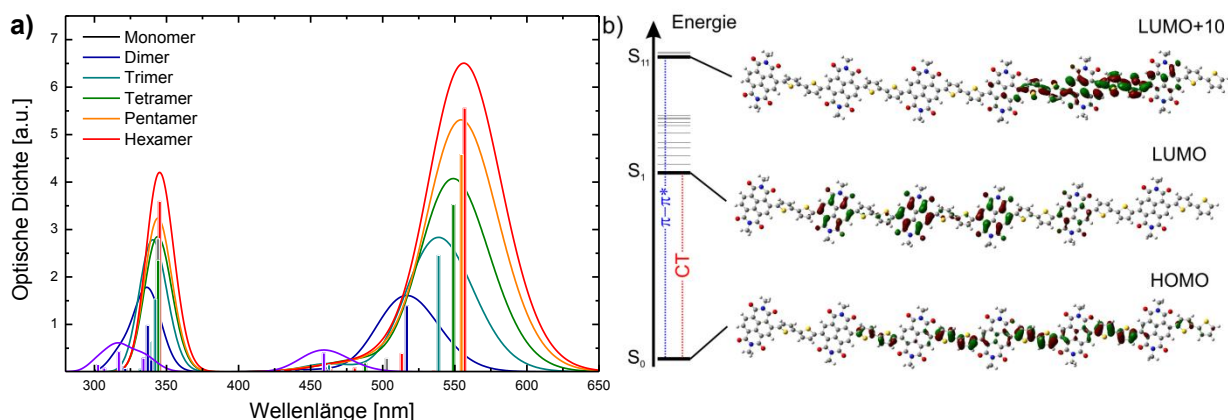 a)
Optische Dichte [a.u.]
7
6
5
4
3
2
1
Monomer
Dimer
Trimer
Tetramer
Pentamer
Hexamer
300 350 400 450 500 550 600 650
Wellenlänge [nm]
b)
Energie
S11
S1
S0
π–π*
CT
LUMO+10
LUMO
HOMO